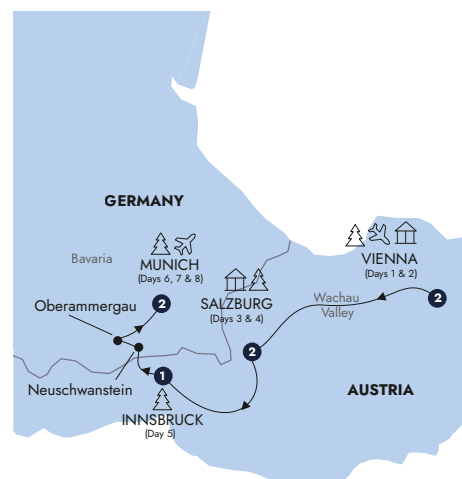 GERMANY
VIENNA
(Days 1 & 2)
Bavaria
MUNICH
(Days 6, 7 & 8)
SALZBURG
(Days 3 & 4)
2
Wachau
Valley
2
Oberammergau
2
Neuschwanstein
1
AUSTRIA
INNSBRUCK
(Day 5)